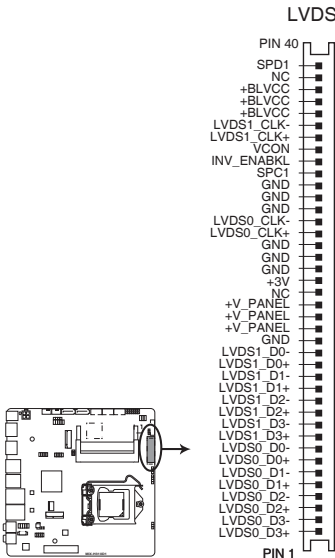 LVDS
PIN 40
SPD1
NC
+BLVCC
+BLVCC
+BLVCC
LVDS1_CLK-
LVDS1_CLK+
VCON
INV_ENABKL
SPC1
GND
GND
GND
LVDS0_CLK-
LVDS0_CLK+
GND
GND
GND
+3V
NC
+V_PANEL
+V_PANEL
+V_PANEL
GND
LVDS1_D0-
LVDS1_D0+
LVDS1_D1-
LVDS1_D1+
LVDS1_D2-
LVDS1_D2+
LVDS1_D3-
LVDS1_D3+
LVDS0_D0-
LVDS0_D0+
LVDS0_D1-
LVDS0_D1+
LVDS0_D2-
LVDS0_D2+
LVDS0_D3-
LVDS0_D3+
PIN 1